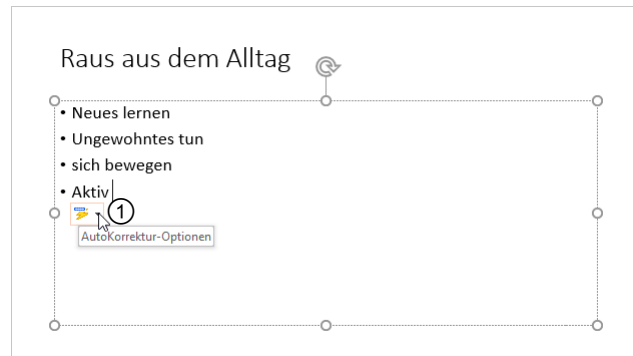 Raus aus dem Alltag
• Neues lernen
• Ungewohntes tun
• sich bewegen
• Aktiv
1
AutoKorrektur-Optionen